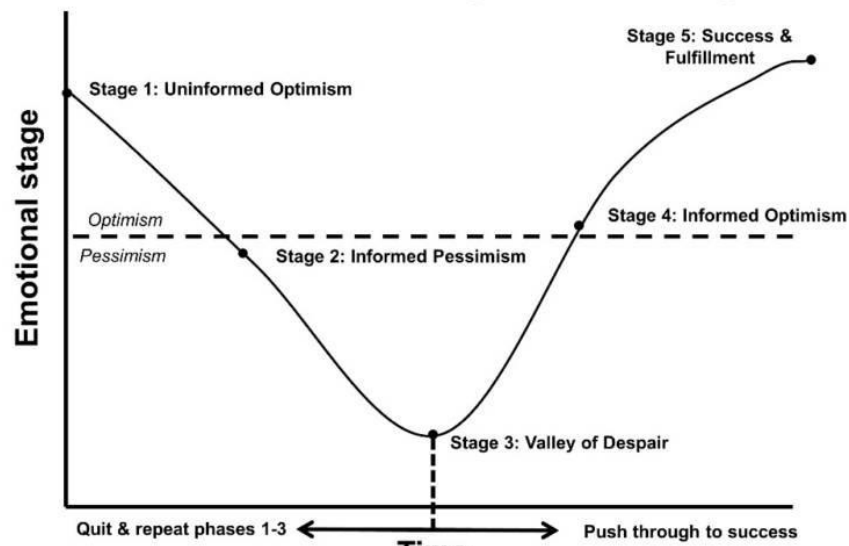 Stage 5: Success &
Fulfillment
Stage 1: Uninformed Optimism
Emotional stage
Optimism
Stage 4: Informed Optimism
Pessimism
Stage 2: Informed Pessimism
Stage 3: Valley of Despair
Quit & repeat phases 1-3
Push through to success